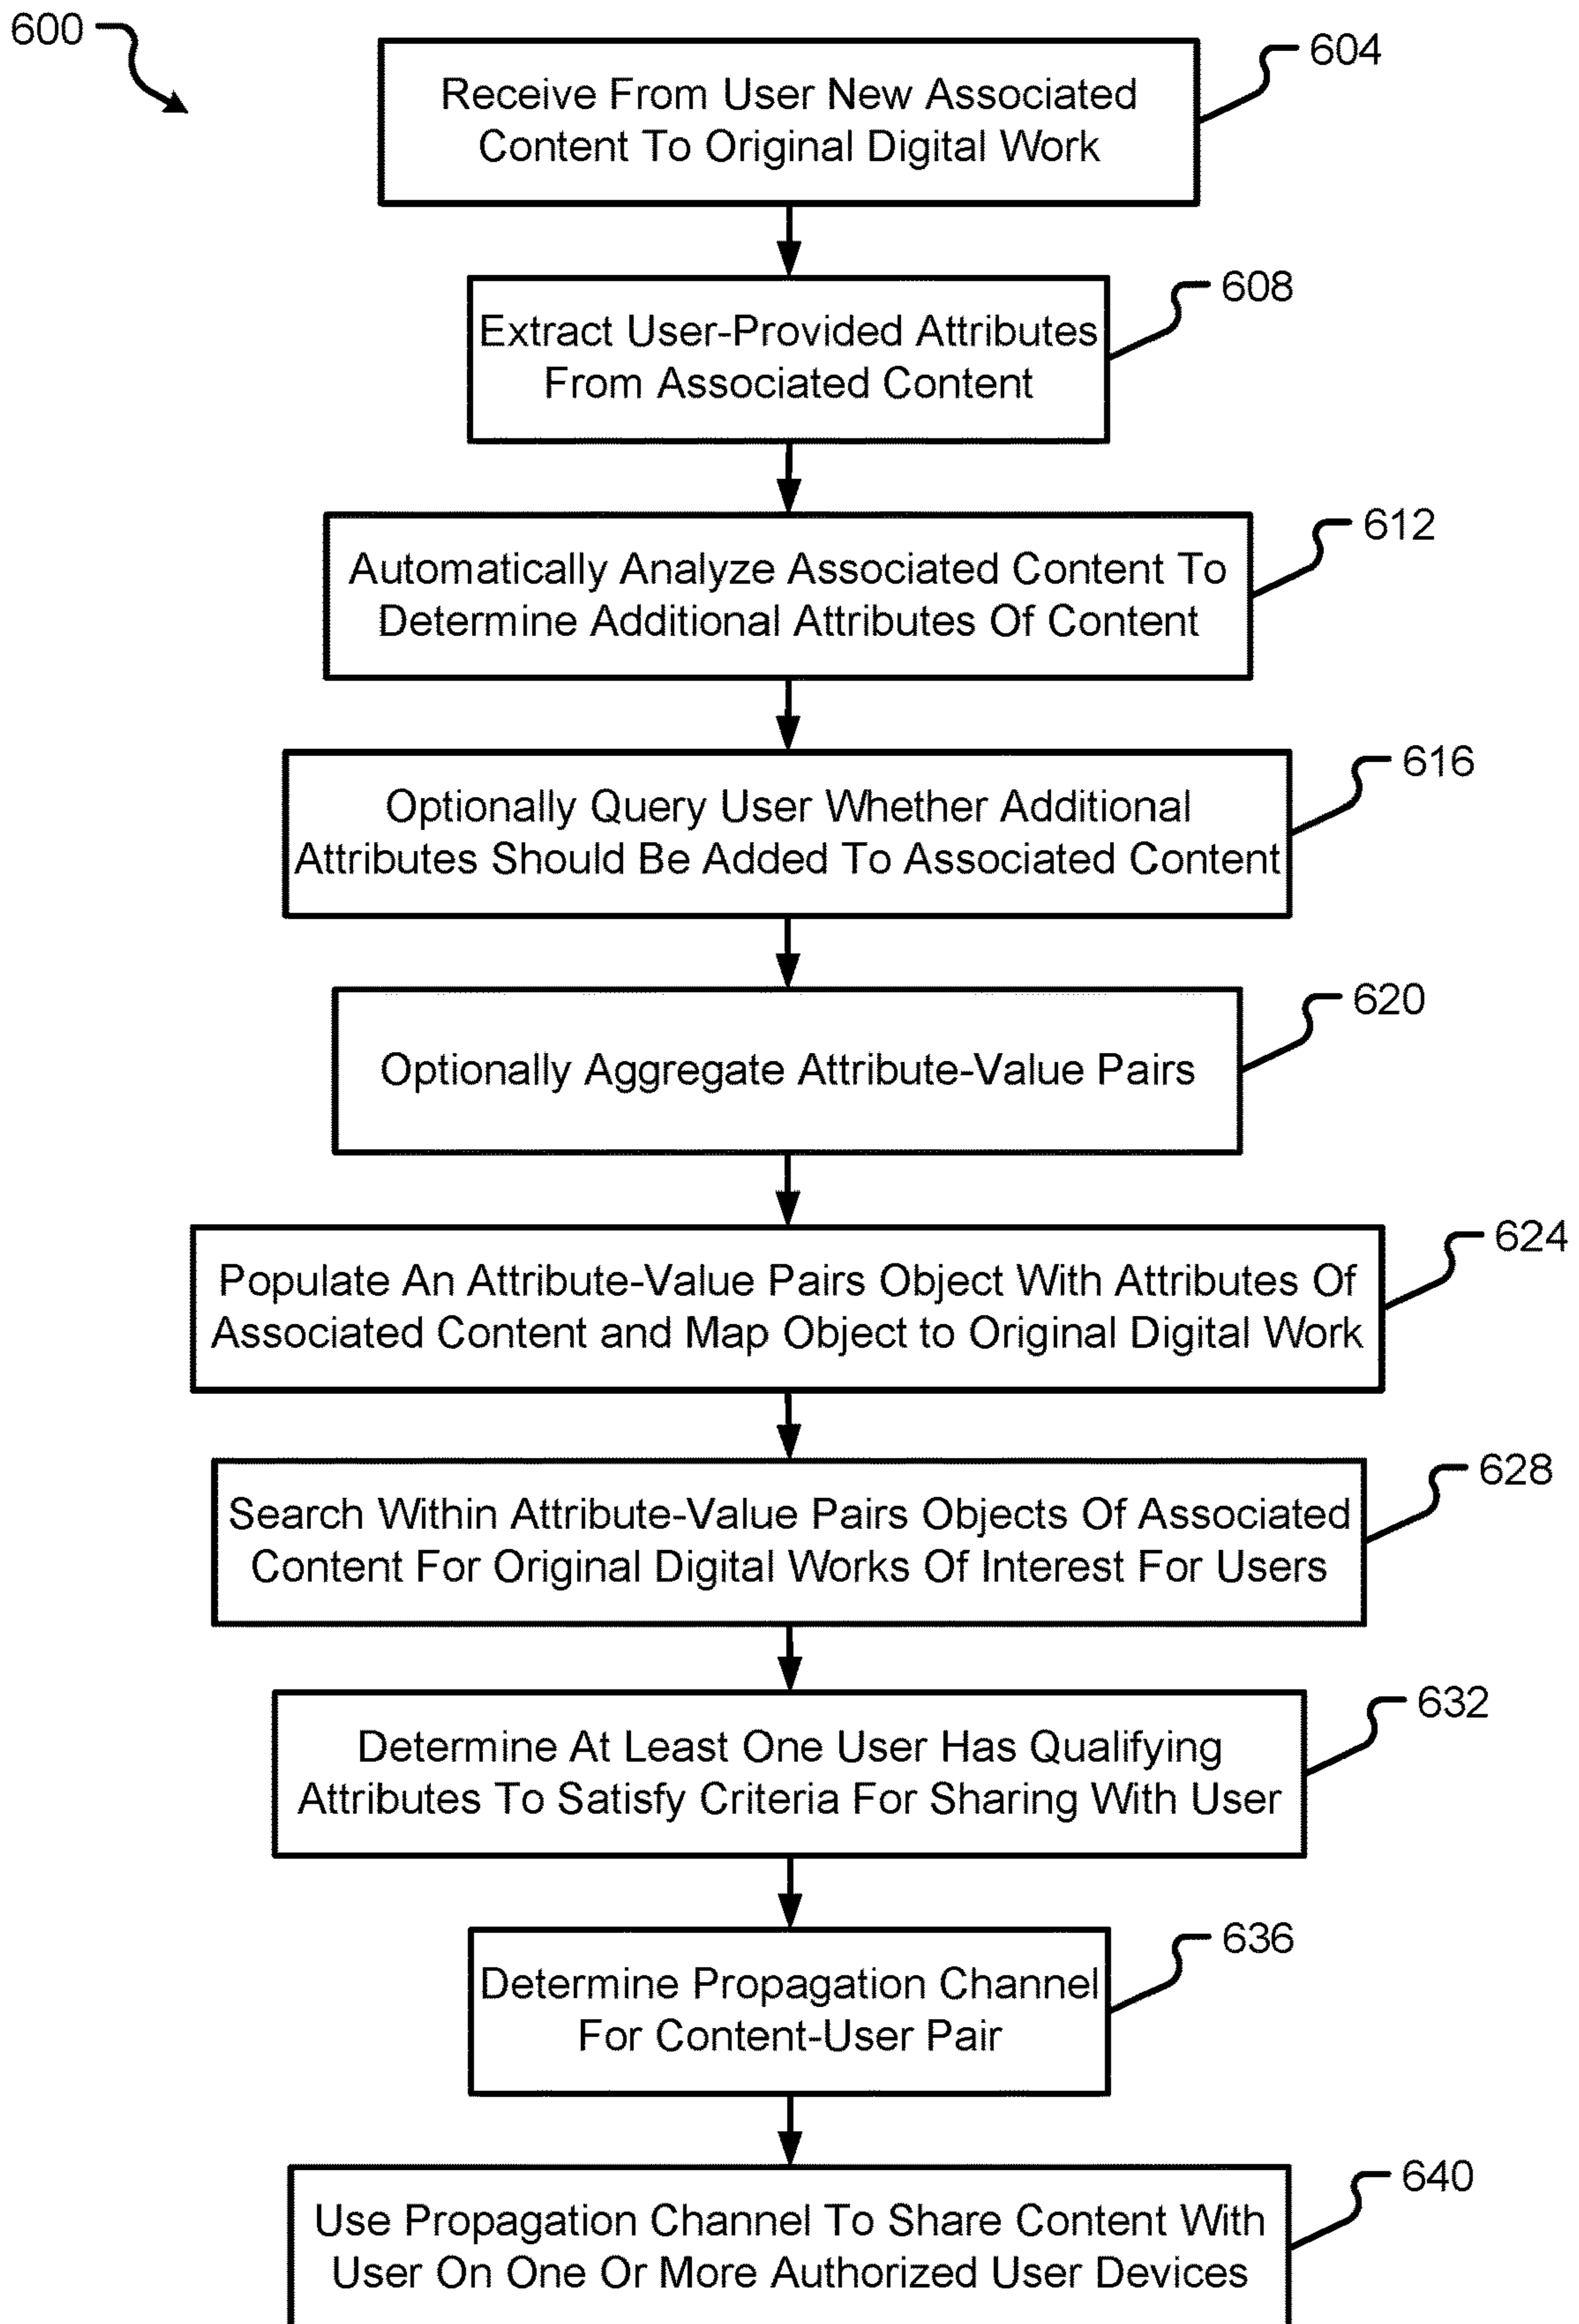 600
604
Receive From User New Associated
Content To Original Digital Work
608
Extract User-Provided Attributes
From Associated Content
612
Automatically Analyze Associated Content To
Determine Additional Attributes Of Content
616
Optionally Query User Whether Additional
Attributes Should Be Added To Associated Content
620
Optionally Aggregate Attribute-Value Pairs
624
Populate An Attribute-Value Pairs Object With Attributes Of
Associated Content and Map Object to Original Digital Work
628
Search Within Attribute-Value Pairs Objects Of Associated
Content For Original Digital Works Of Interest For Users
632
Determine At Least One User Has Qualifying
Attributes To Satisfy Criteria For Sharing With User
636
Determine Propagation Channel
For Content-User Pair
640
Use Propagation Channel To Share Content With
User On One Or More Authorized User Devices